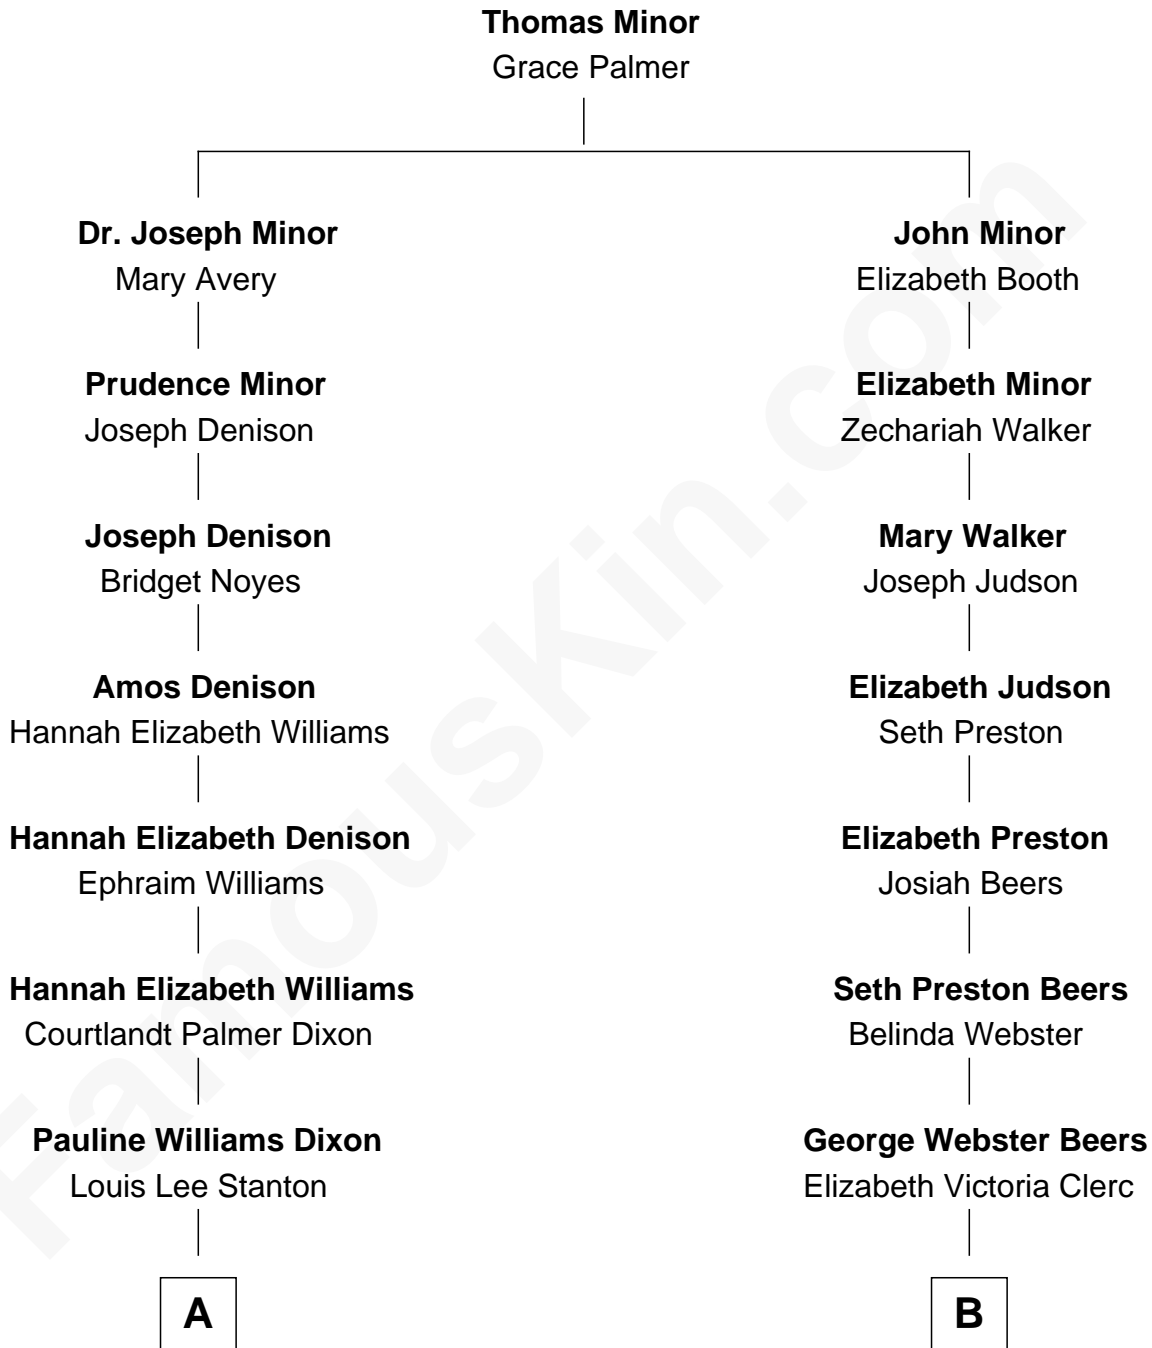 Thomas Minor
Grace Palmer
Dr. Joseph Minor
Mary Avery
Prudence Minor
Joseph Denison
Joseph Denison
Bridget Noyes
Amos Denison
Hannah Elizabeth Williams
Hannah Elizabeth Denison
Ephraim Williams
Hannah Elizabeth Williams
Courtlandt Palmer Dixon
Pauline Williams Dixon
Louis Lee Stanton
A
John Minor
Elizabeth Booth
Elizabeth Minor
Zechariah Walker
Mary Walker
Joseph Judson
Elizabeth Judson
Seth Preston
Elizabeth Preston
Josiah Beers
Seth Preston Beers
Belinda Webster
George Webster Beers
Elizabeth Victoria Clerc
B
FamousKin.com